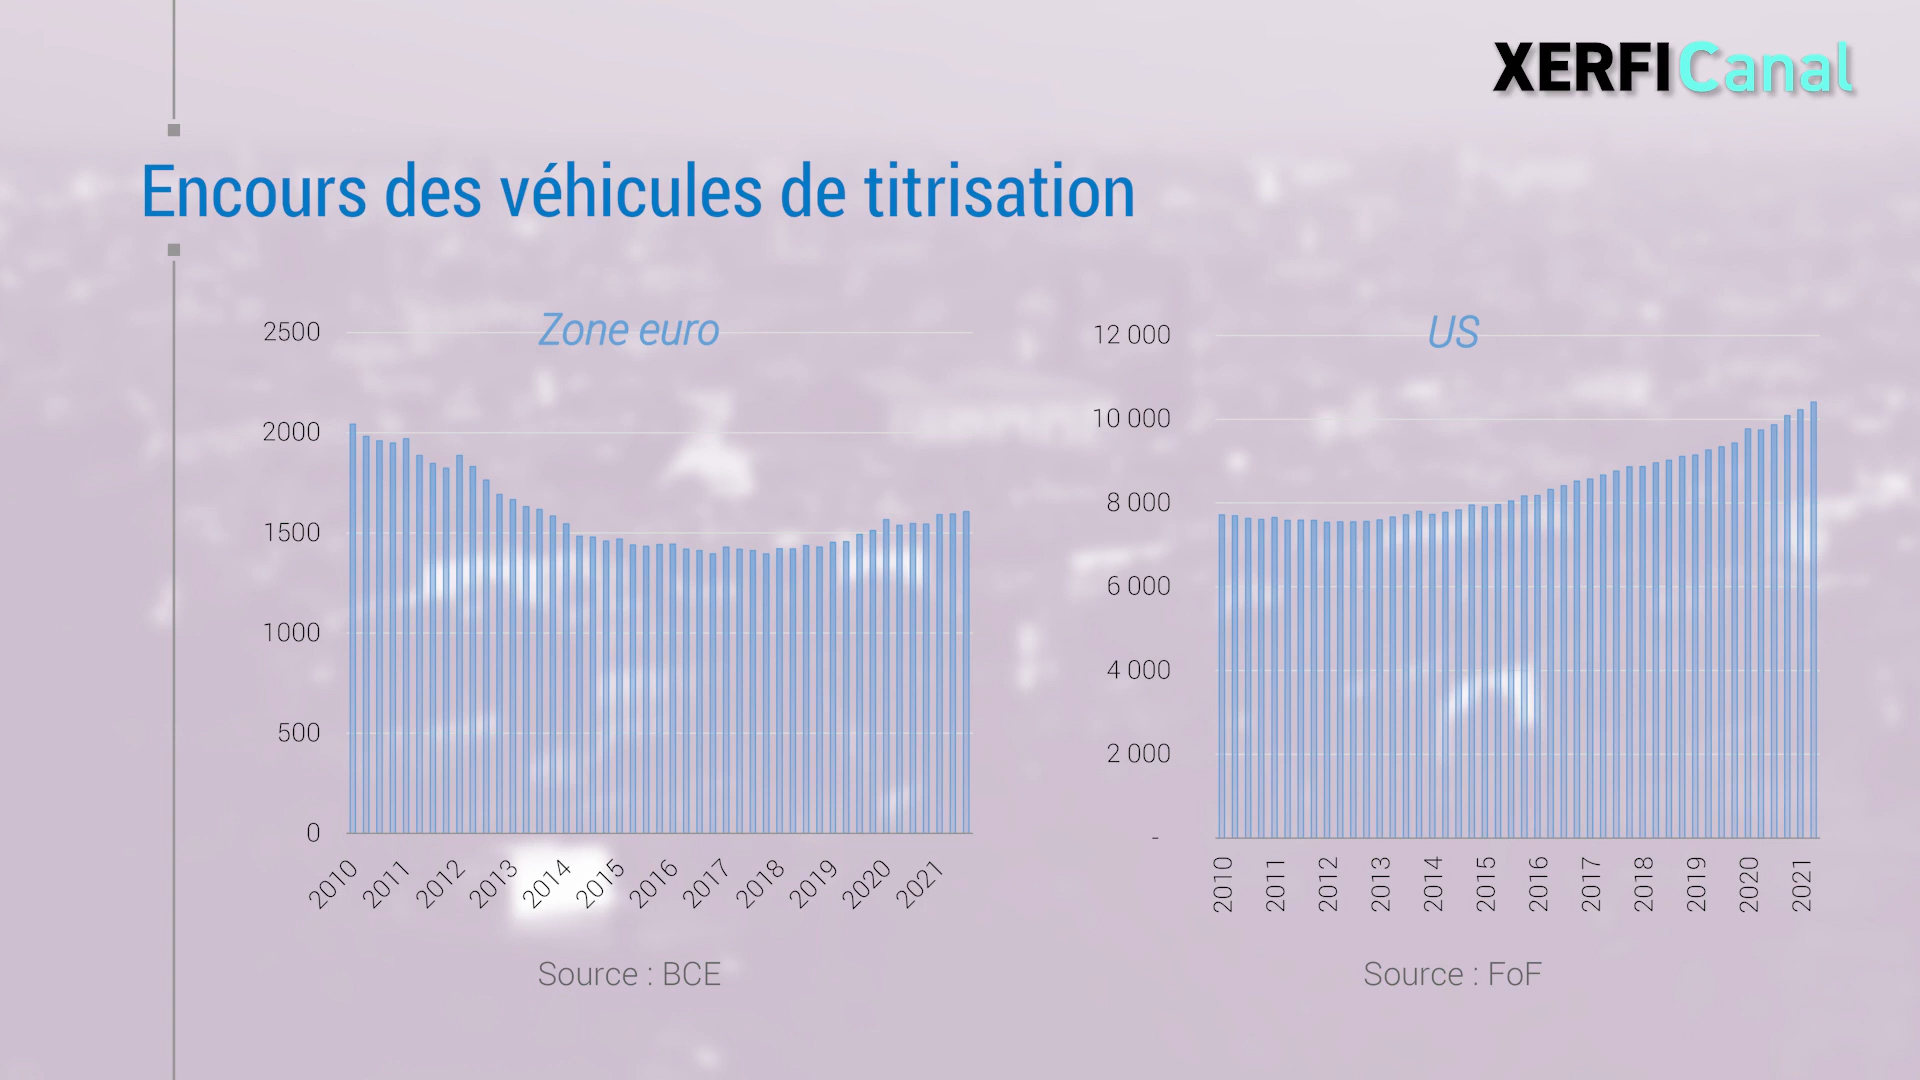 XERFI Canal
Encours des véhicules de titrisation
Zone euro
2500
2000
1500
1000
500
0
2010 2011 2012 2013 2014 2015 2016 2017 2018 2019 2020 2021
Source : BCE
US
12 000
10 000
8 000
6 000
4 000
2 000
-
2010 2011 2012 2013 2014 2015 2016 2017 2018 2019 2020 2021
Source : FoF